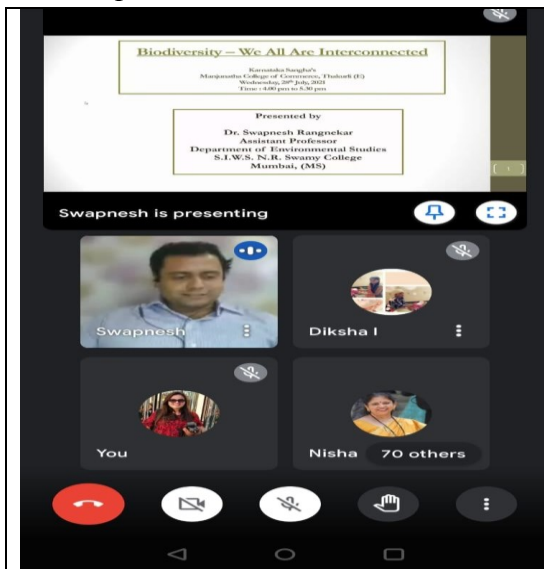 Biodiversity – We All Are Interconnected
Karnataka Sangha's
Manjunatha College of Commerce, Thakurli (E)
Wednesday, 28th July, 2021
Time : 4.00 pm to 5.30 pm
Presented by
Dr. Swapnesh Rangnekar
Assistant Professor
Department of Environmental Studies
S.I.W.S. N.R. Swamy College
Mumbai, (MS)
1
Swapnesh is presenting
Swapnesh
Diksha I
You
Nisha
70 others